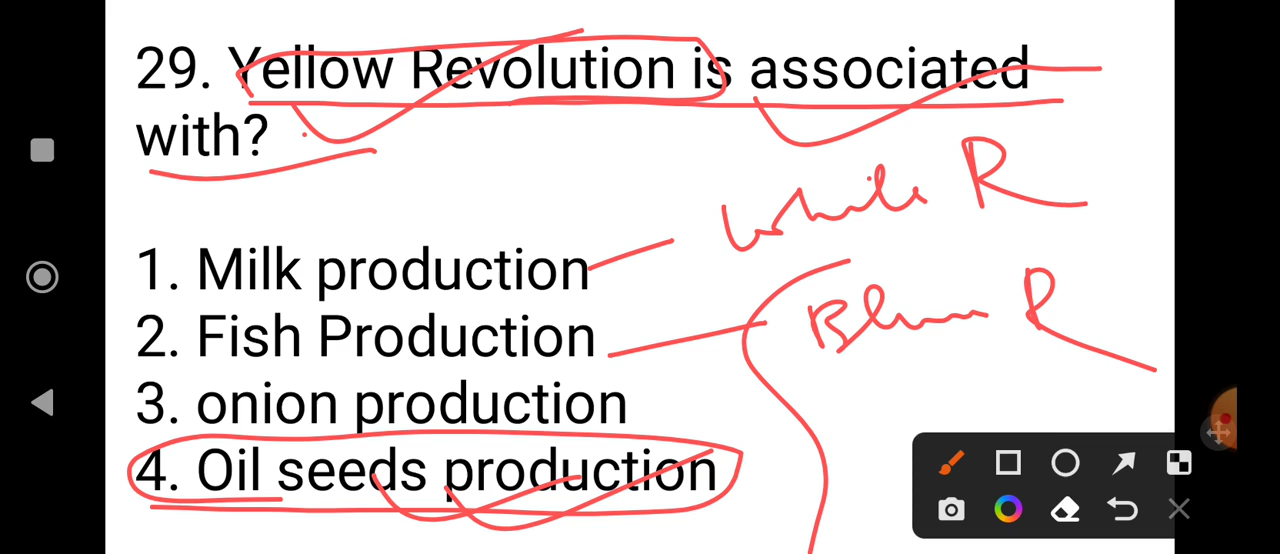 29. Yellow Revolution is associated
with?
White R
1. Milk production
Blue R
2. Fish Production
3. onion production
4. Oil seeds production